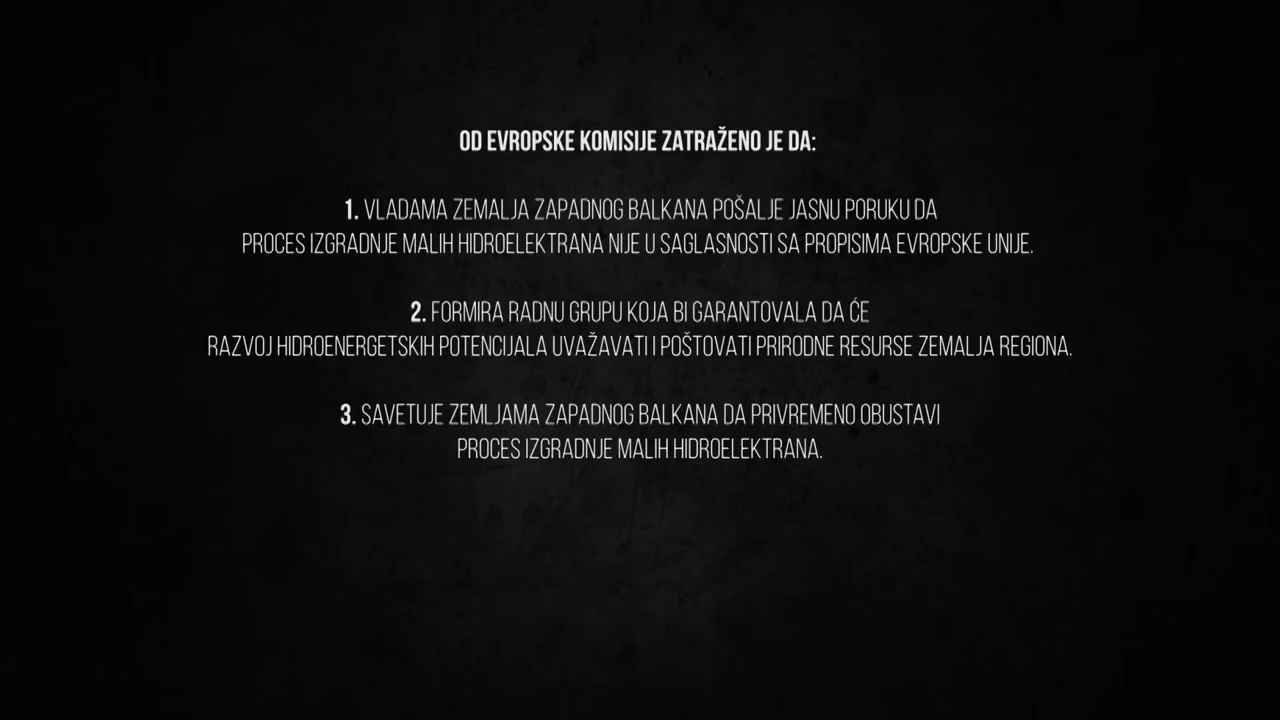 OD EVROPSKE KOMISIJE ZATRAŽENO JE DA:
1. VLADAMA ZEMALJA ZAPADNOG BALKANA POŠALJE JASNU PORUKU DA
PROCES IZGRADNJE MALIH HIDROELEKTRANA NIJE U SAGLASNOSTI SA PROPISIMA EVROPSKE UNIJE.
2. FORMIRA RADNU GRUPU KOJA BI GARANTOVALA DA ĆE
RAZVOJ HIDROENERGETSKIH POTENCIJALA UVAŽAVATI I POŠTOVATI PRIRODNE RESURSE ZEMALJA REGIONA.
3. SAVETUJE ZEMLJAMA ZAPADNOG BALKANA DA PRIVREMENO OBUSTAVI
PROCES IZGRADNJE MALIH HIDROELEKTRANA.